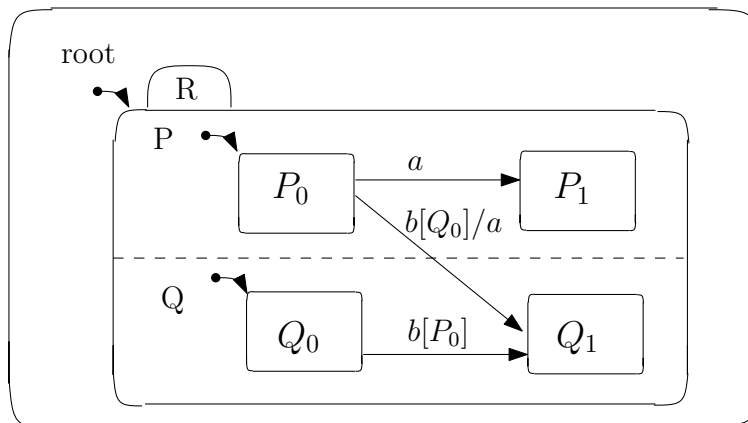 root
R
P
P₀
a
P₁
b[Q₀]/a
Q
Q₀
b[P₀]
Q₁